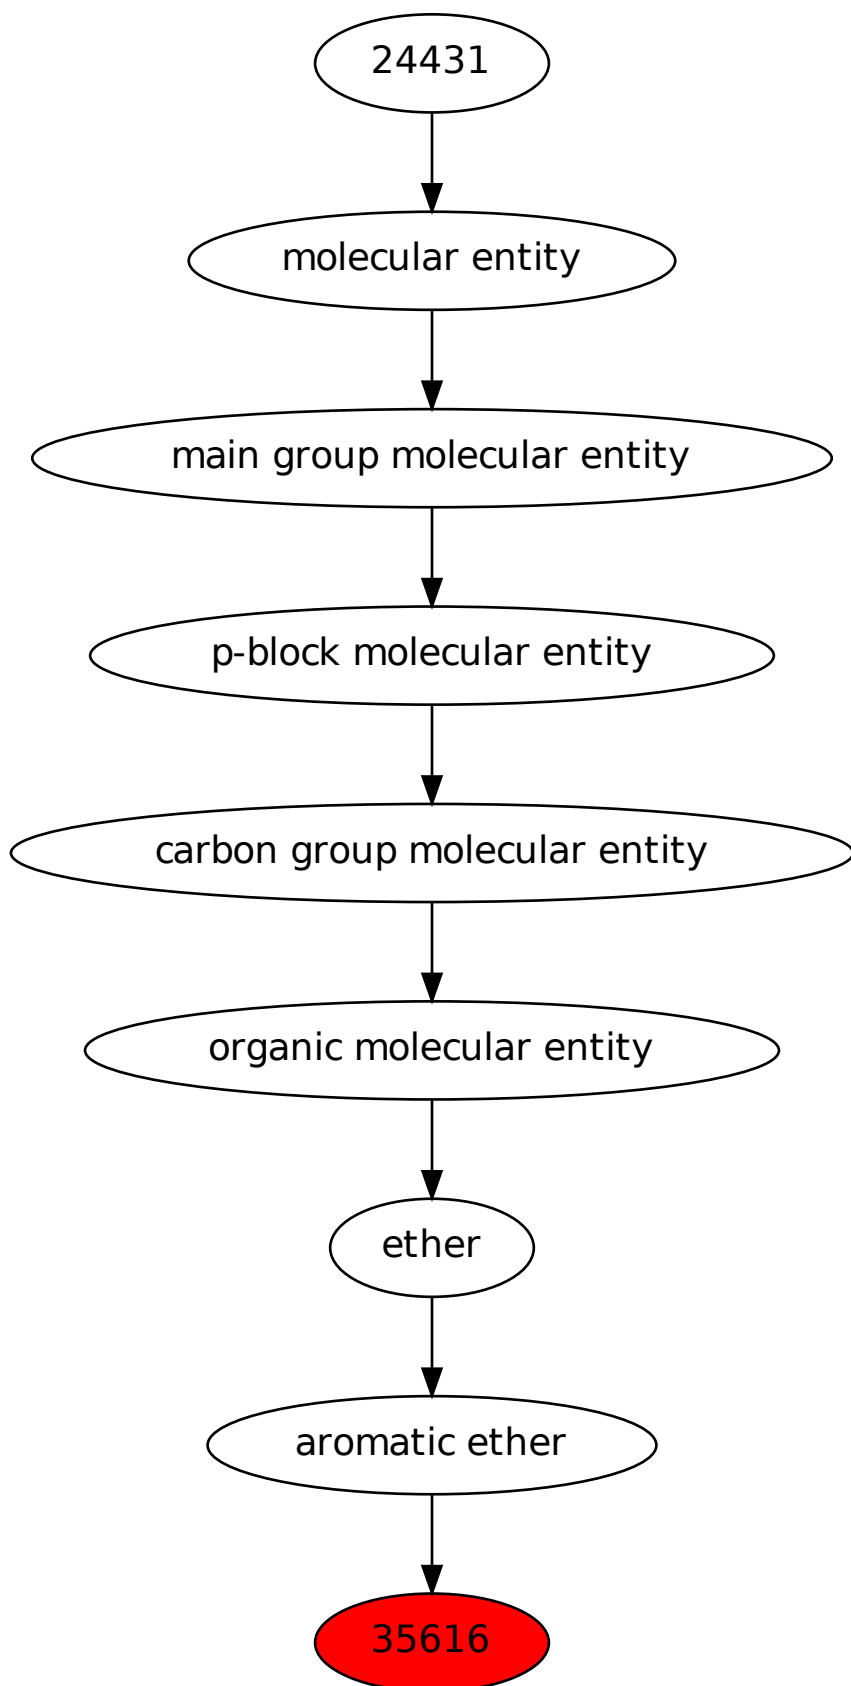 24431
molecular entity
main group molecular entity
p-block molecular entity
carbon group molecular entity
organic molecular entity
ether
aromatic ether
35616